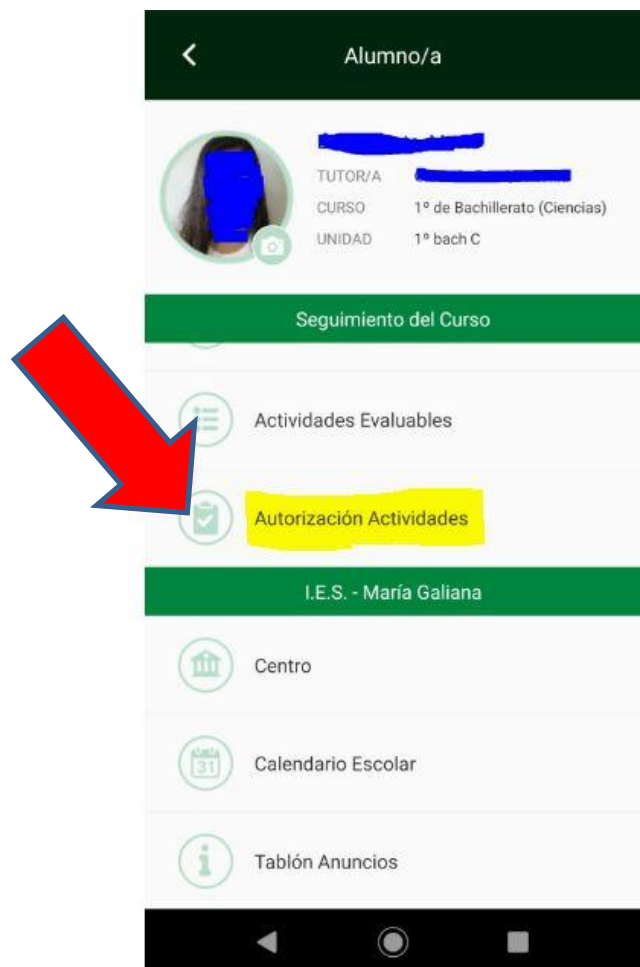 Alumno/a
TUTOR/A
CURSO 1º de Bachillerato (Ciencias)
UNIDAD 1º bach C
Seguimiento del Curso
Actividades Evaluables
Autorización Actividades
I.E.S. - María Galiana
Centro
31
Calendario Escolar
Tablón Anuncios